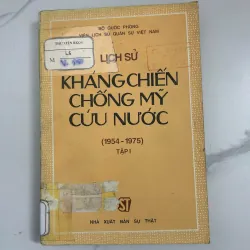 BỘ QUỐC PHÒNG
VIỆN LỊCH SỬ QUÂN SỰ VIỆT NAM
LỊCH SỬ
KHÁNG CHIẾN
CHỐNG MỸ
CỨU NƯỚC
(1954-1975)
TẬP I
ST
NHÀ XUẤT BẢN SỰ THẬT